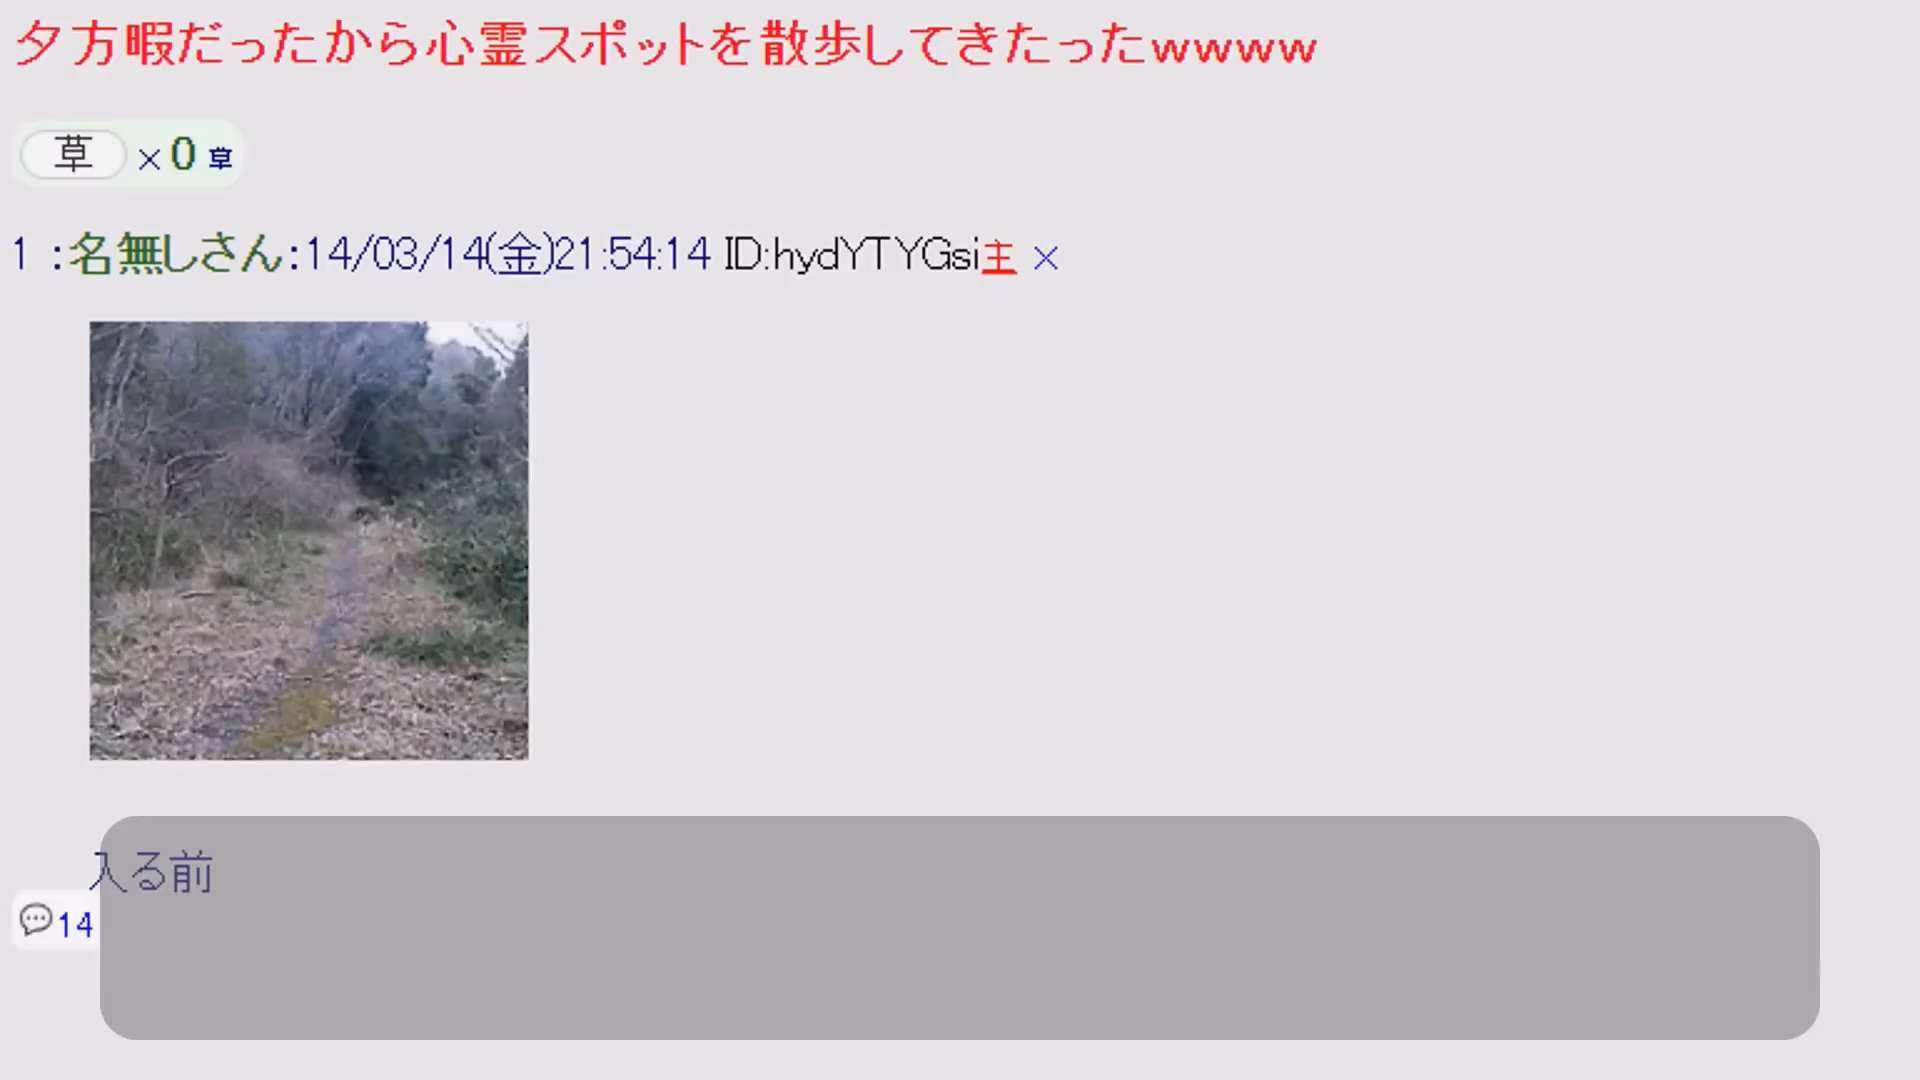 夕方暇だったから心霊スポットを散歩してきたったwwww
草 ×0 草
1 :名無しさん:14/03/14(金)21:54:14 ID:hydYTYGsi主 ×
入る前
14